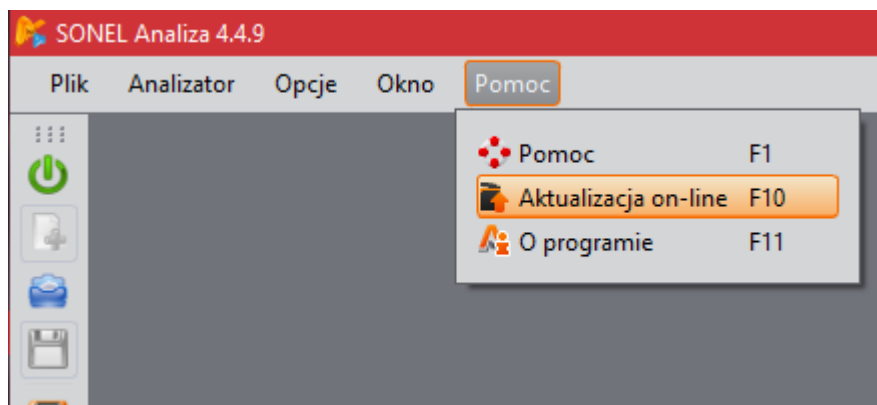 SONEL Analiza 4.4.9
Plik Analizator Opcje Okno Pomoc
Pomoc F1
Aktualizacja on-line F10
O programie F11